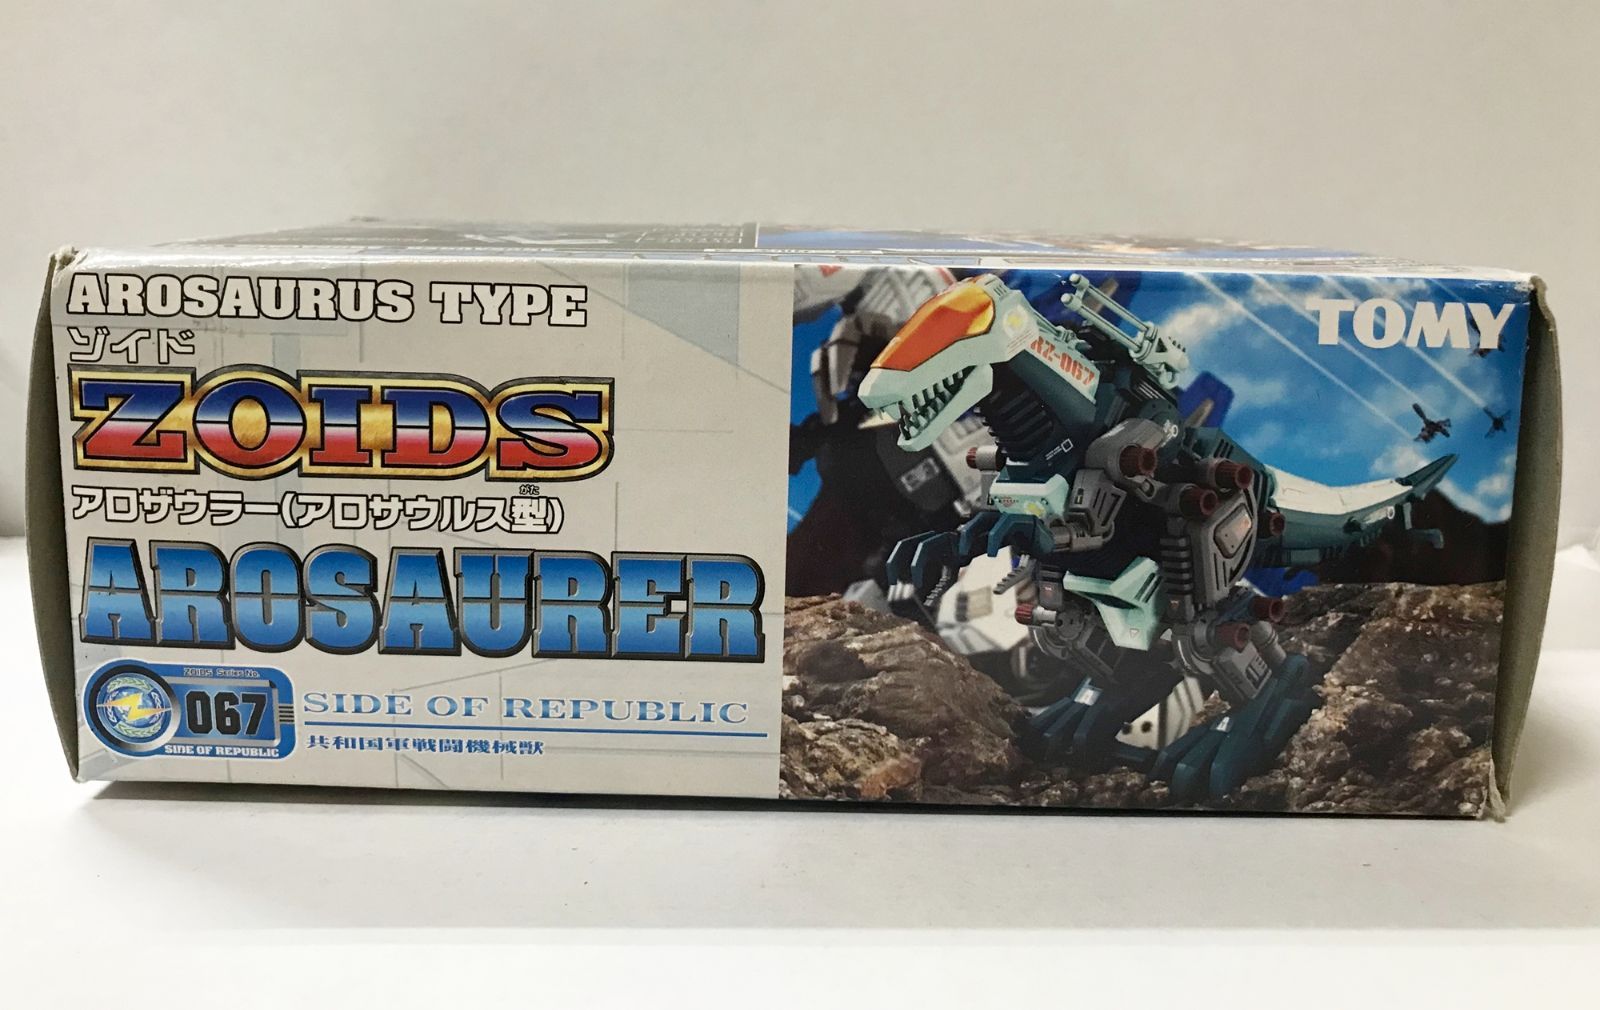 AROSAURUS TYPE
ゾイド
ZOIDS
がた
アロザウラー(アロサウルス型)
AROSAURER
ZOIDS Series No.
067
SIDE OF REPUBLIC
SIDE OF REPUBLIC
共和国軍戦闘機械獣
TOMY
RZ-067